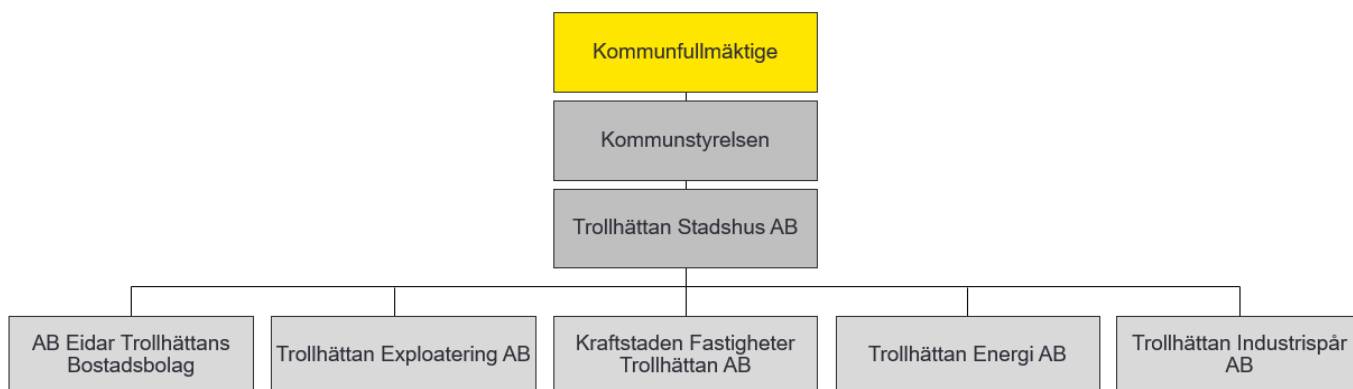 Kommunfullmäktige
Kommunstyrelsen
Trollhättan Stadshus AB
AB Eidar Trollhättans
Bostadsbolag
Trollhättan Exploatering AB
Kraftstaden Fastigheter
Trollhättan AB
Trollhättan Energi AB
Trollhättan Industrispår
AB